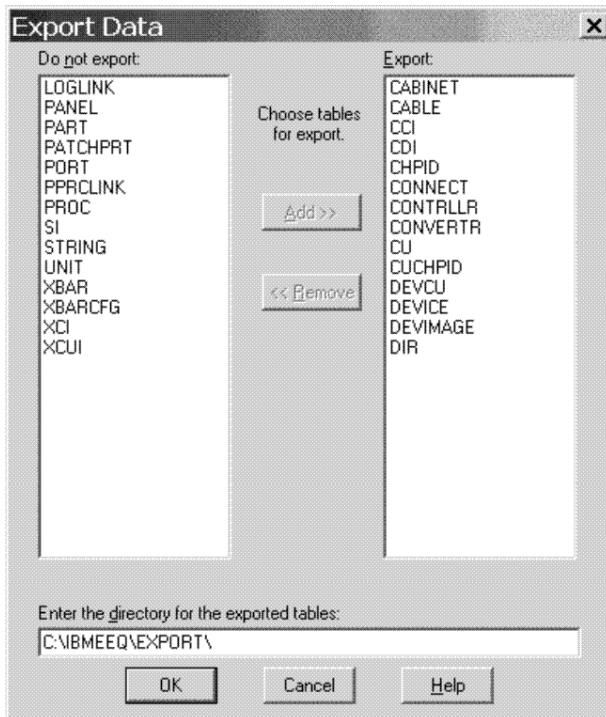 Export Data
Do not export:
LOGLINK
PANEL
PART
PATCHPRT
PORT
PPRCLINK
PROC
SI
STRING
UNIT
XBAR
XBARCFG
XCI
XCUI
Choose tables
for export.
Add >>
<< Remove
Export:
CABINET
CABLE
CCI
CDI
CHPID
CONNECT
CONTRLLR
CONVERTR
CU
CUCHPID
DEVCU
DEVICE
DEVIMAGE
DIR
Enter the directory for the exported tables:
C:\IBMEEQ\EXPORT\
OK
Cancel
Help